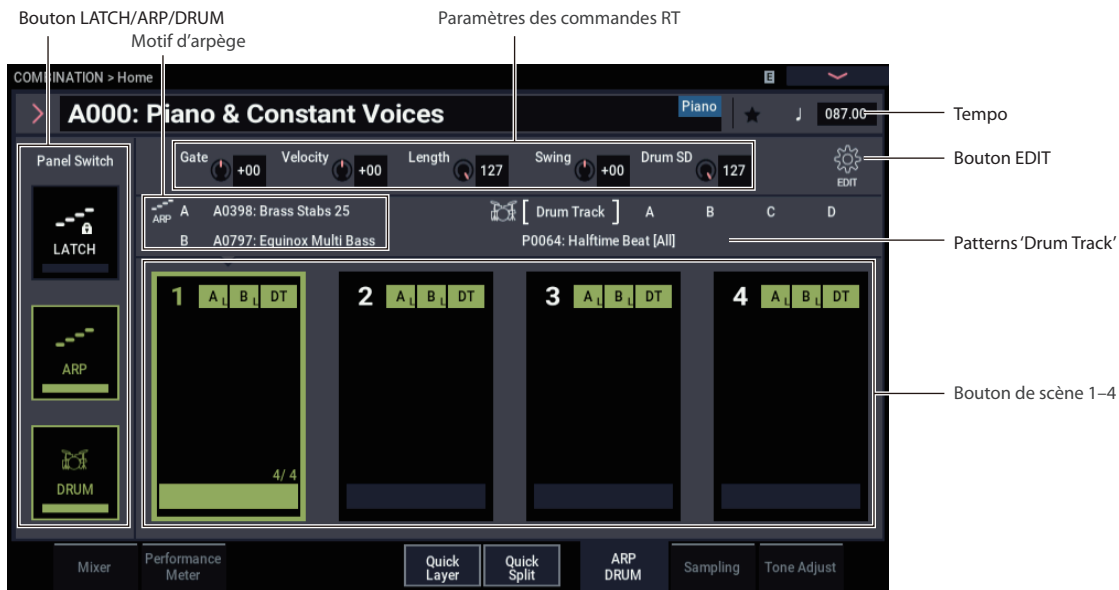 Bouton LATCH/ARP/DRUM
Paramètres des commandes RT
Motif d'arpège
COMBINATION > Home
E
A000: Piano & Constant Voices
Piano
087.00
Tempo
Panel Switch
Gate +00
Velocity +00
Length 127
Swing +00
Drum SD 127
EDIT
Bouton EDIT
LATCH
ARP A A0398: Brass Stabs 25
B A0797: Equinox Multi Bass
[ Drum Track ] A B C D
P0064: Halftime Beat [All]
Patterns 'Drum Track'
1 A L B L DT
2 A L B L DT
3 A L B L DT
4 A L B L DT
ARP
Bouton de scène 1–4
DRUM
4/4
Mixer
Performance
Meter
Quick
Layer
Quick
Split
ARP
DRUM
Sampling
Tone Adjust